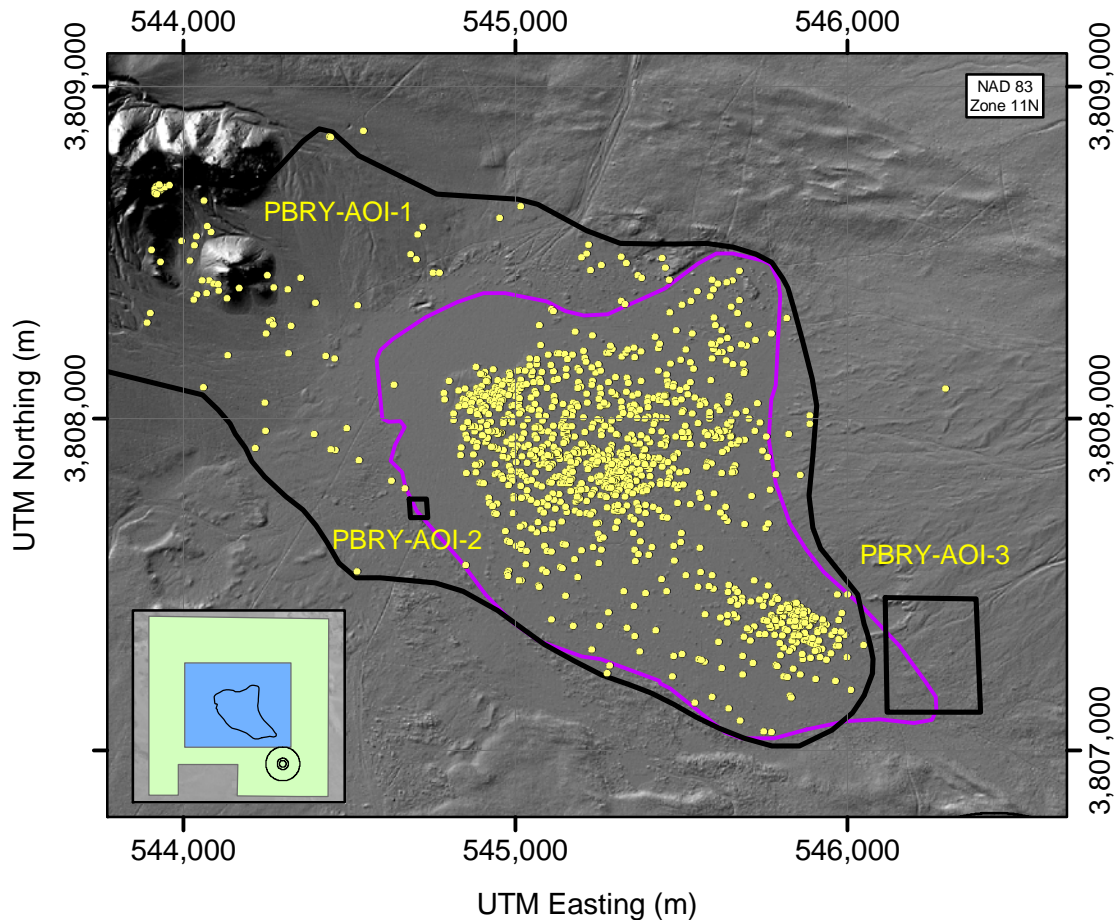 544,000 545,000 546,000
3,809,000
3,809,000
NAD 83
Zone 11N
PBRY-AOI-1
3,808,000
3,808,000
UTM Northing (m)
PBRY-AOI-2
PBRY-AOI-3
3,807,000
3,807,000
544,000 545,000 546,000
UTM Easting (m)